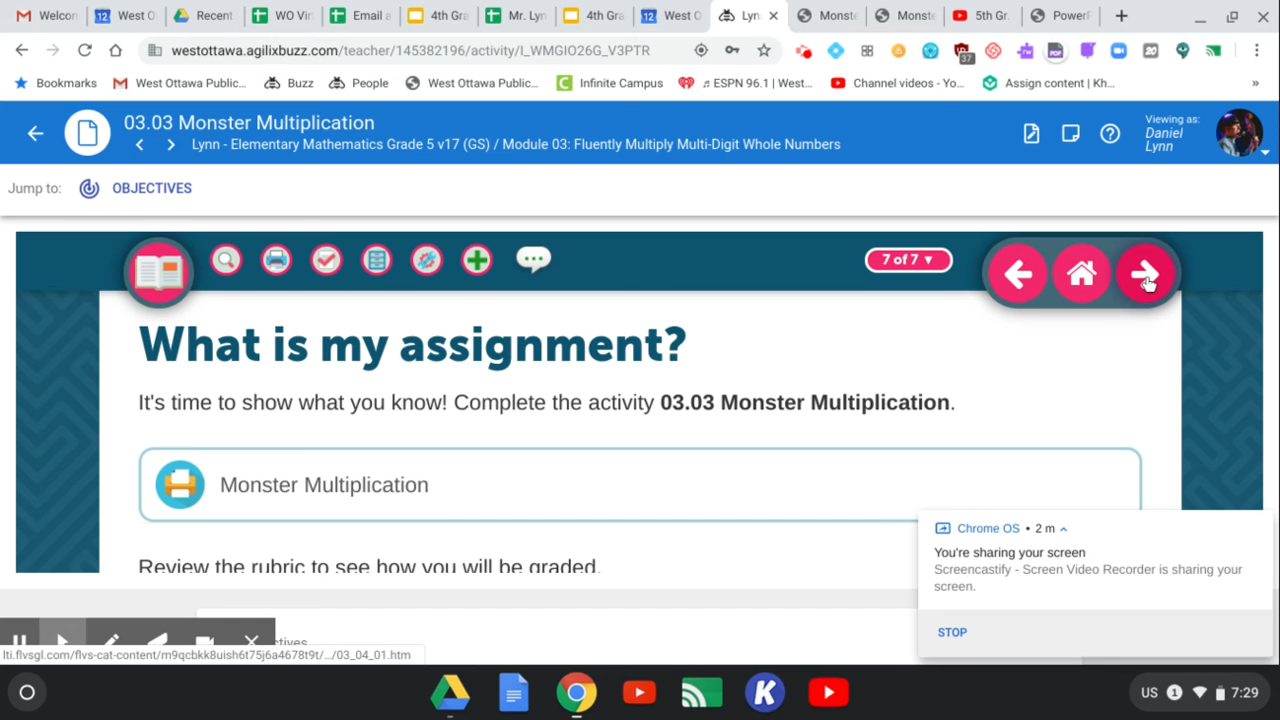 Welcon
West O
Recent
WO Vir
Email a
4th Gra
Mr. Lyn
4th Gra
West O
Lyn
Monste
Monste
5th Gr.
PowerF
westottawa.agilixbuzz.com/teacher/145382196/activity/I_WMGIO26G_V3PTR
37
PDF
20
Bookmarks
West Ottawa Public...
Buzz
People
West Ottawa Public...
Infinite Campus
♬ ESPN 96.1 | West...
Channel videos - Yo...
Assign content | Kh...
»
03.03 Monster Multiplication
Lynn - Elementary Mathematics Grade 5 v17 (GS) / Module 03: Fluently Multiply Multi-Digit Whole Numbers
Viewing as:
Daniel
Lynn
Jump to:
OBJECTIVES
7 of 7 ▼
What is my assignment?
It's time to show what you know! Complete the activity 03.03 Monster Multiplication.
Monster Multiplication
Review the rubric to see how you will be graded.
Chrome OS • 2 m
You're sharing your screen
Screencastify - Screen Video Recorder is sharing your
screen.
STOP
ctives
lti.flvsgl.com/flvs-cat-content/m9qcbkk8uish6t75j6a4678t9t/.../03_04_01.htm
K
US
1
7:29